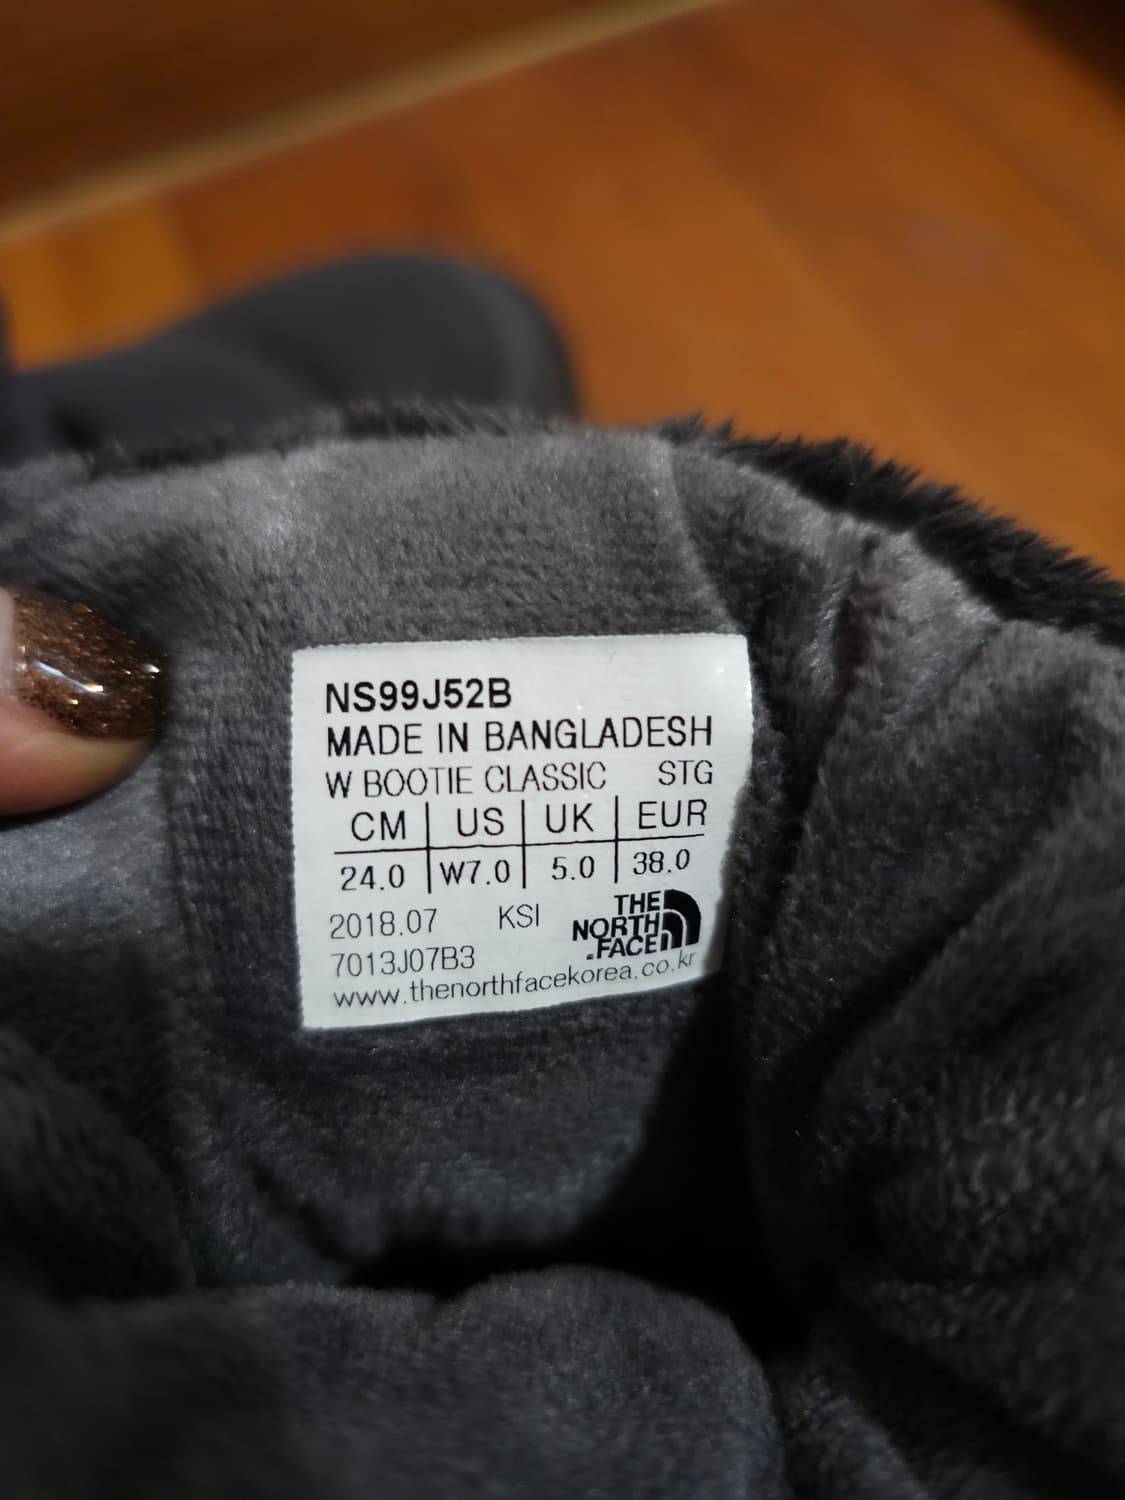 NS99J52B
MADE IN BANGLADESH
W BOOTIE CLASSIC STG
CM US UK EUR
24.0 W7.0 5.0 38.0
2018.07 KSI
7013J07B3
THE
NORTH
FACE
www.thenorthfacekorea.co.kr